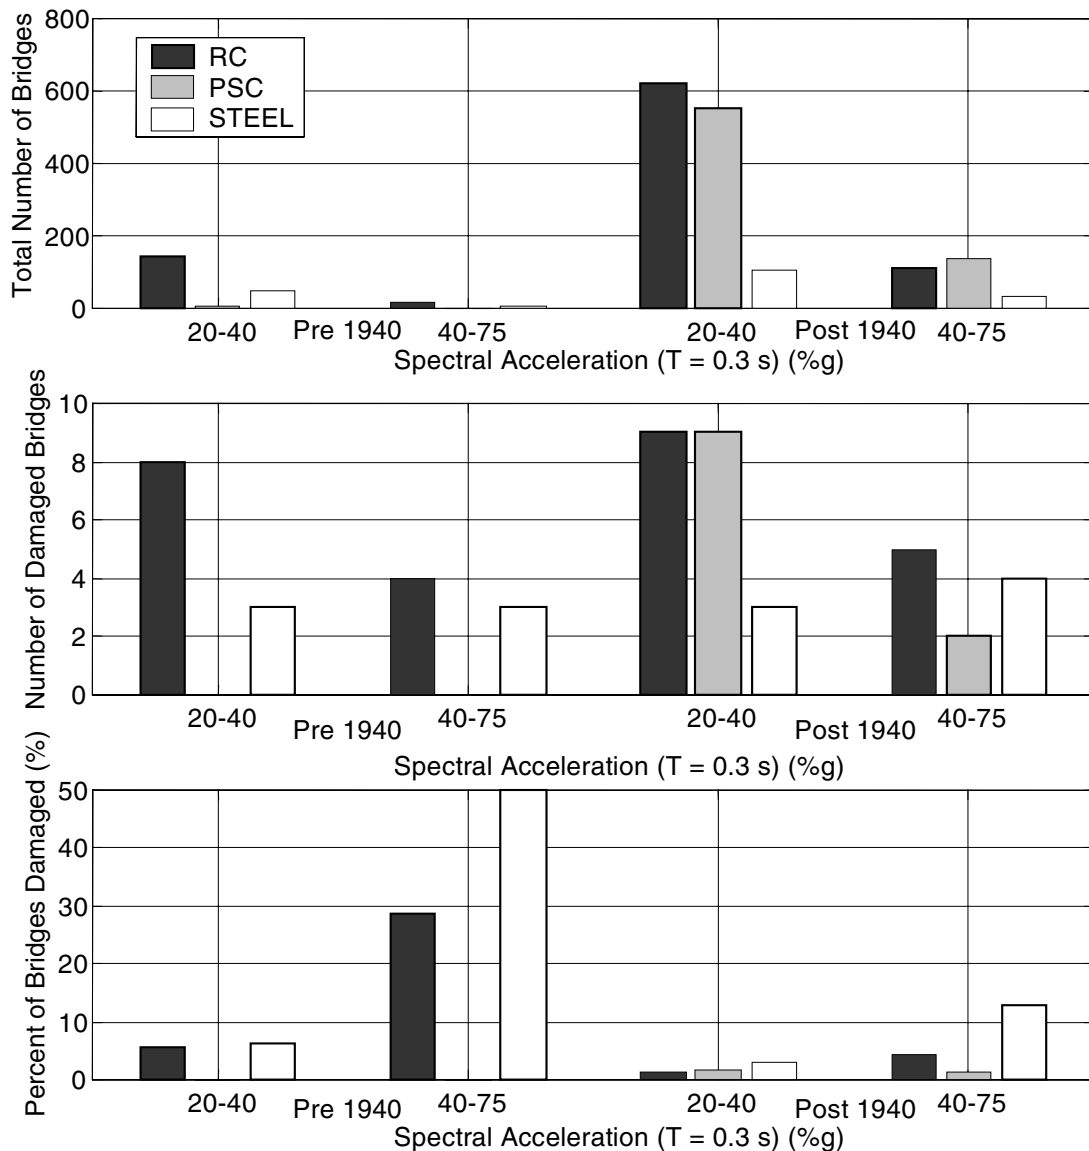 Total Number of Bridges
800
600
400
200
0
RC
PSC
STEEL
20-40 Pre 1940 40-75 20-40 Post 1940 40-75
Spectral Acceleration (T = 0.3 s) (%g)
Number of Damaged Bridges
10
8
6
4
2
0
20-40 Pre 1940 40-75 20-40 Post 1940 40-75
Spectral Acceleration (T = 0.3 s) (%g)
Percent of Bridges Damaged (%)
50
40
30
20
10
0
20-40 Pre 1940 40-75 20-40 Post 1940 40-75
Spectral Acceleration (T = 0.3 s) (%g)